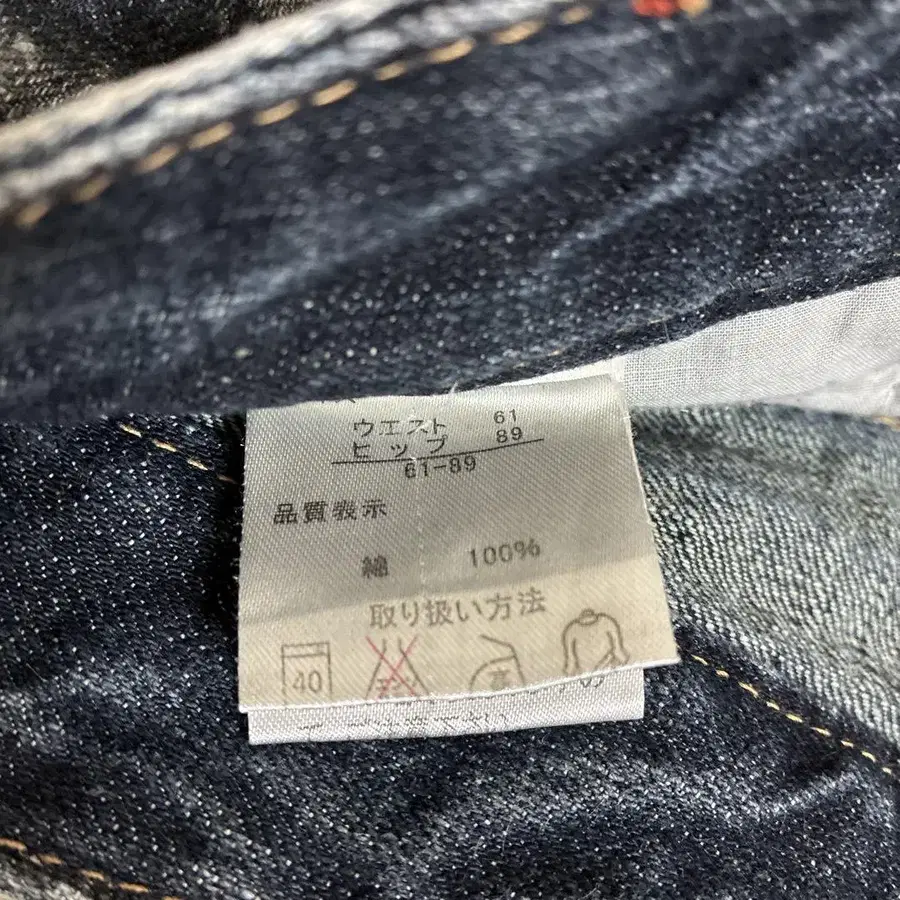 ウエスト 61
ヒップ 89
61-89
品質表示
綿 100%
取り扱い方法
40 高